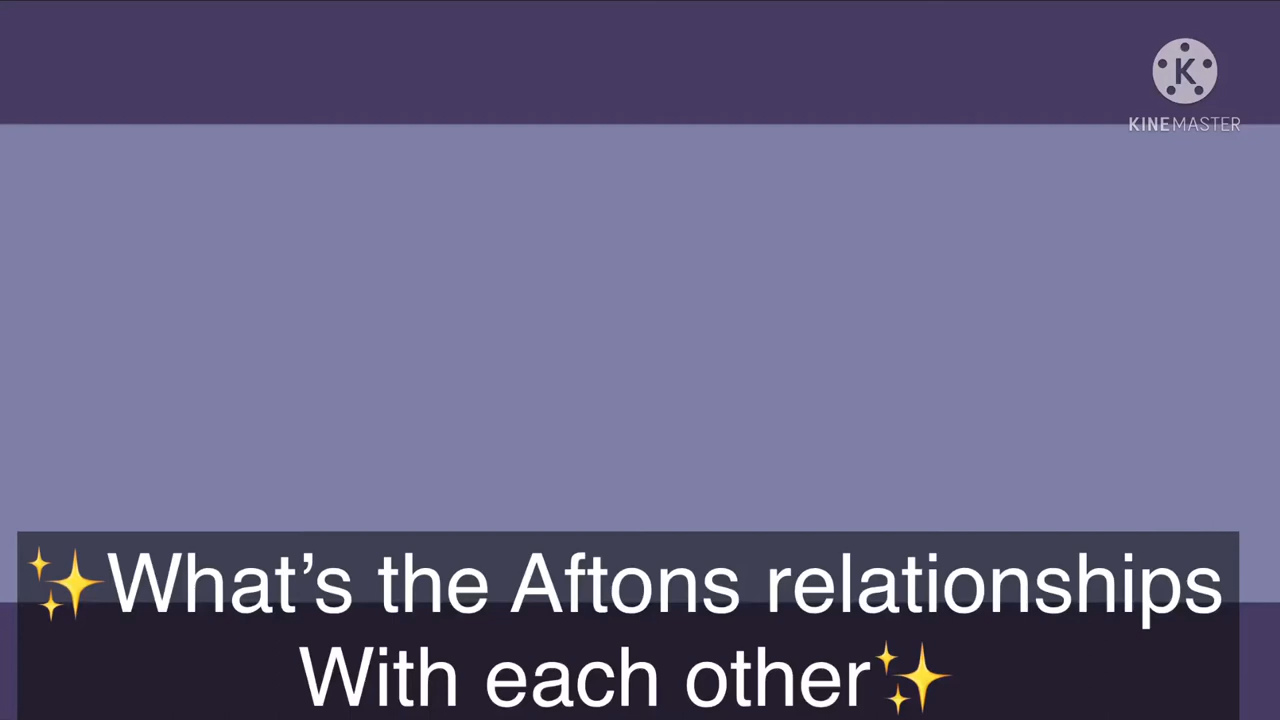 K
KINEMASTER
✨What’s the Aftons relationships
With each other✨